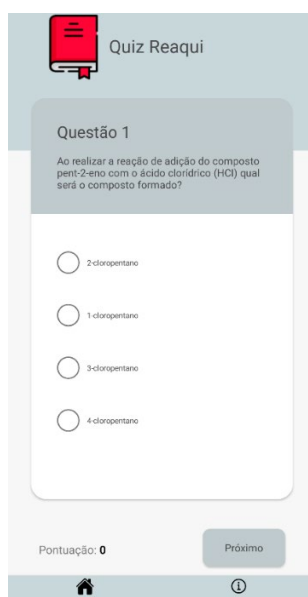 Quiz Reaqui
Questão 1
Ao realizar a reação de adição do composto
pent-2-eno com o ácido clorídrico (HCl) qual
será o composto formado?
2-cloropentano
1-cloropentano
3-cloropentano
4-cloropentano
Pontuação: 0
Próximo